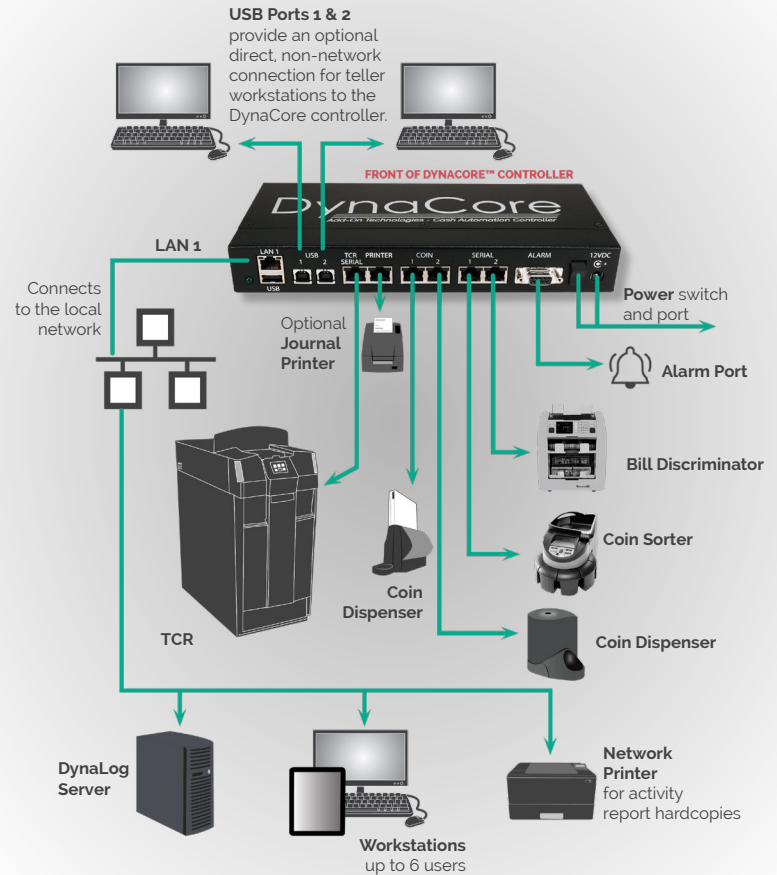 USB Ports 1 & 2
provide an optional
direct, non-network
connection for teller
workstations to the
DynaCore controller.
FRONT OF DYNACORE™ CONTROLLER
DynaCore
Add-On Technologies - Cash Automation Controller
LAN 1
LAN 1
USB
1 2
TCR
SERIAL
PRINTER
COIN
1 2
SERIAL
1 2
ALARM
12VDC
USB
Connects
to the local
network
Power switch
and port
Optional
Journal
Printer
Alarm Port
Bill Discriminator
Coin Sorter
Coin
Dispenser
TCR
Coin Dispenser
DynaLog
Server
Network
Printer
for activity
report hardcopies
Workstations
up to 6 users